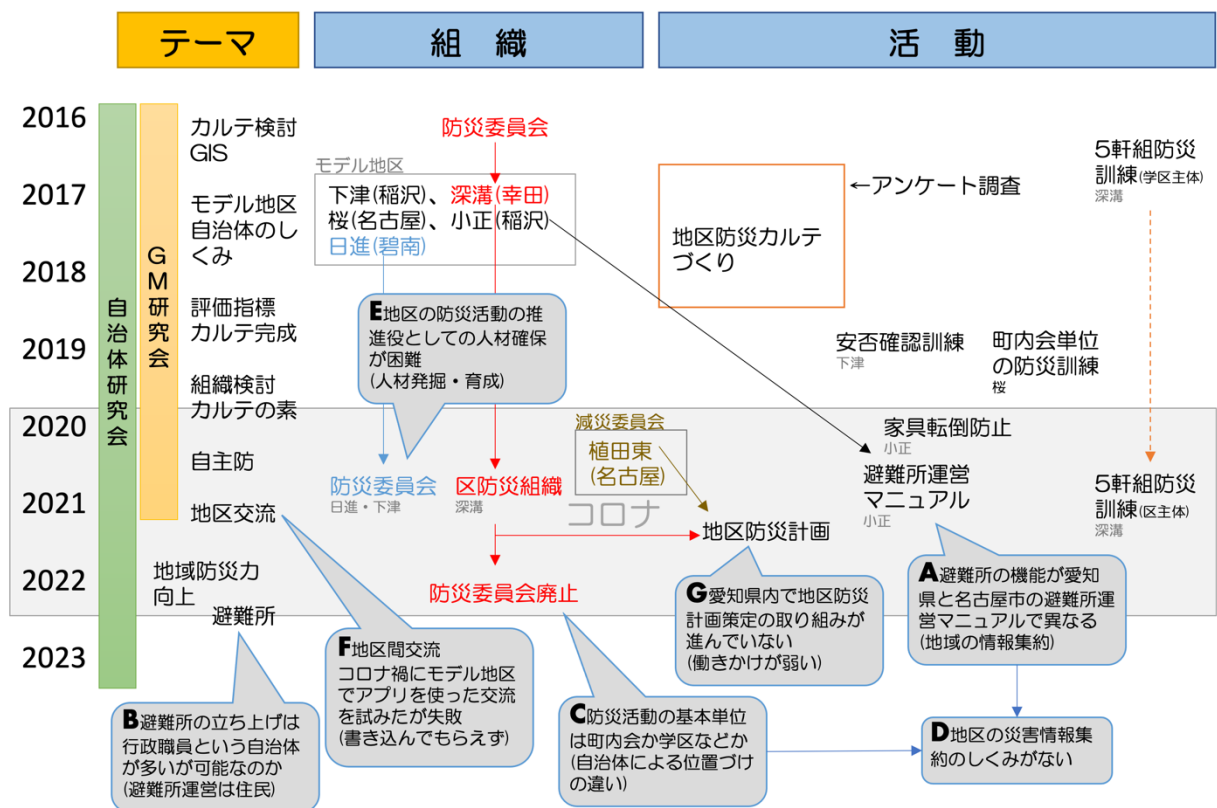 テーマ
組 織
活 動
2016
2017
2018
2019
2020
2021
2022
2023
自治体研究会
GM研究会
カルテ検討
GIS
モデル地区
自治体のし
くみ
評価指標
カルテ完成
組織検討
カルテの素
自主防
地区交流
地域防災力
向上
避難所
防災委員会
モデル地区
下津(稲沢)、深溝(幸田)
桜(名古屋)、小正(稲沢)
日進(碧南)
E地区の防災活動の推
進役としての人材確保
が困難
(人材発掘・育成)
防災委員会
日進・下津
区防災組織
深溝
減災委員会
植田東
(名古屋)
コロナ
防災委員会廃止
←アンケート調査
地区防災カルテ
づくり
5軒組防災
訓練(学区主体)
深溝
安否確認訓練
下津
町内会単位
の防災訓練
桜
家具転倒防止
小正
避難所運営
マニュアル
小正
5軒組防災
訓練(区主体)
深溝
地区防災計画
G愛知県内で地区防災
計画策定の取り組みが
進んでいない
(働きかけが弱い)
A避難所の機能が愛知
県と名古屋市の避難所運
営マニュアルで異なる
(地域の情報集約)
F地区間交流
コロナ禍にモデル地区
でアプリを使った交流
を試みたが失敗
(書き込んでもらえず)
B避難所の立ち上げは
行政職員という自治体
が多いが可能なのか
(避難所運営は住民)
C防災活動の基本単位
は町内会か学区などか
(自治体による位置づけ
の違い)
D地区の災害情報集
約のしくみがない